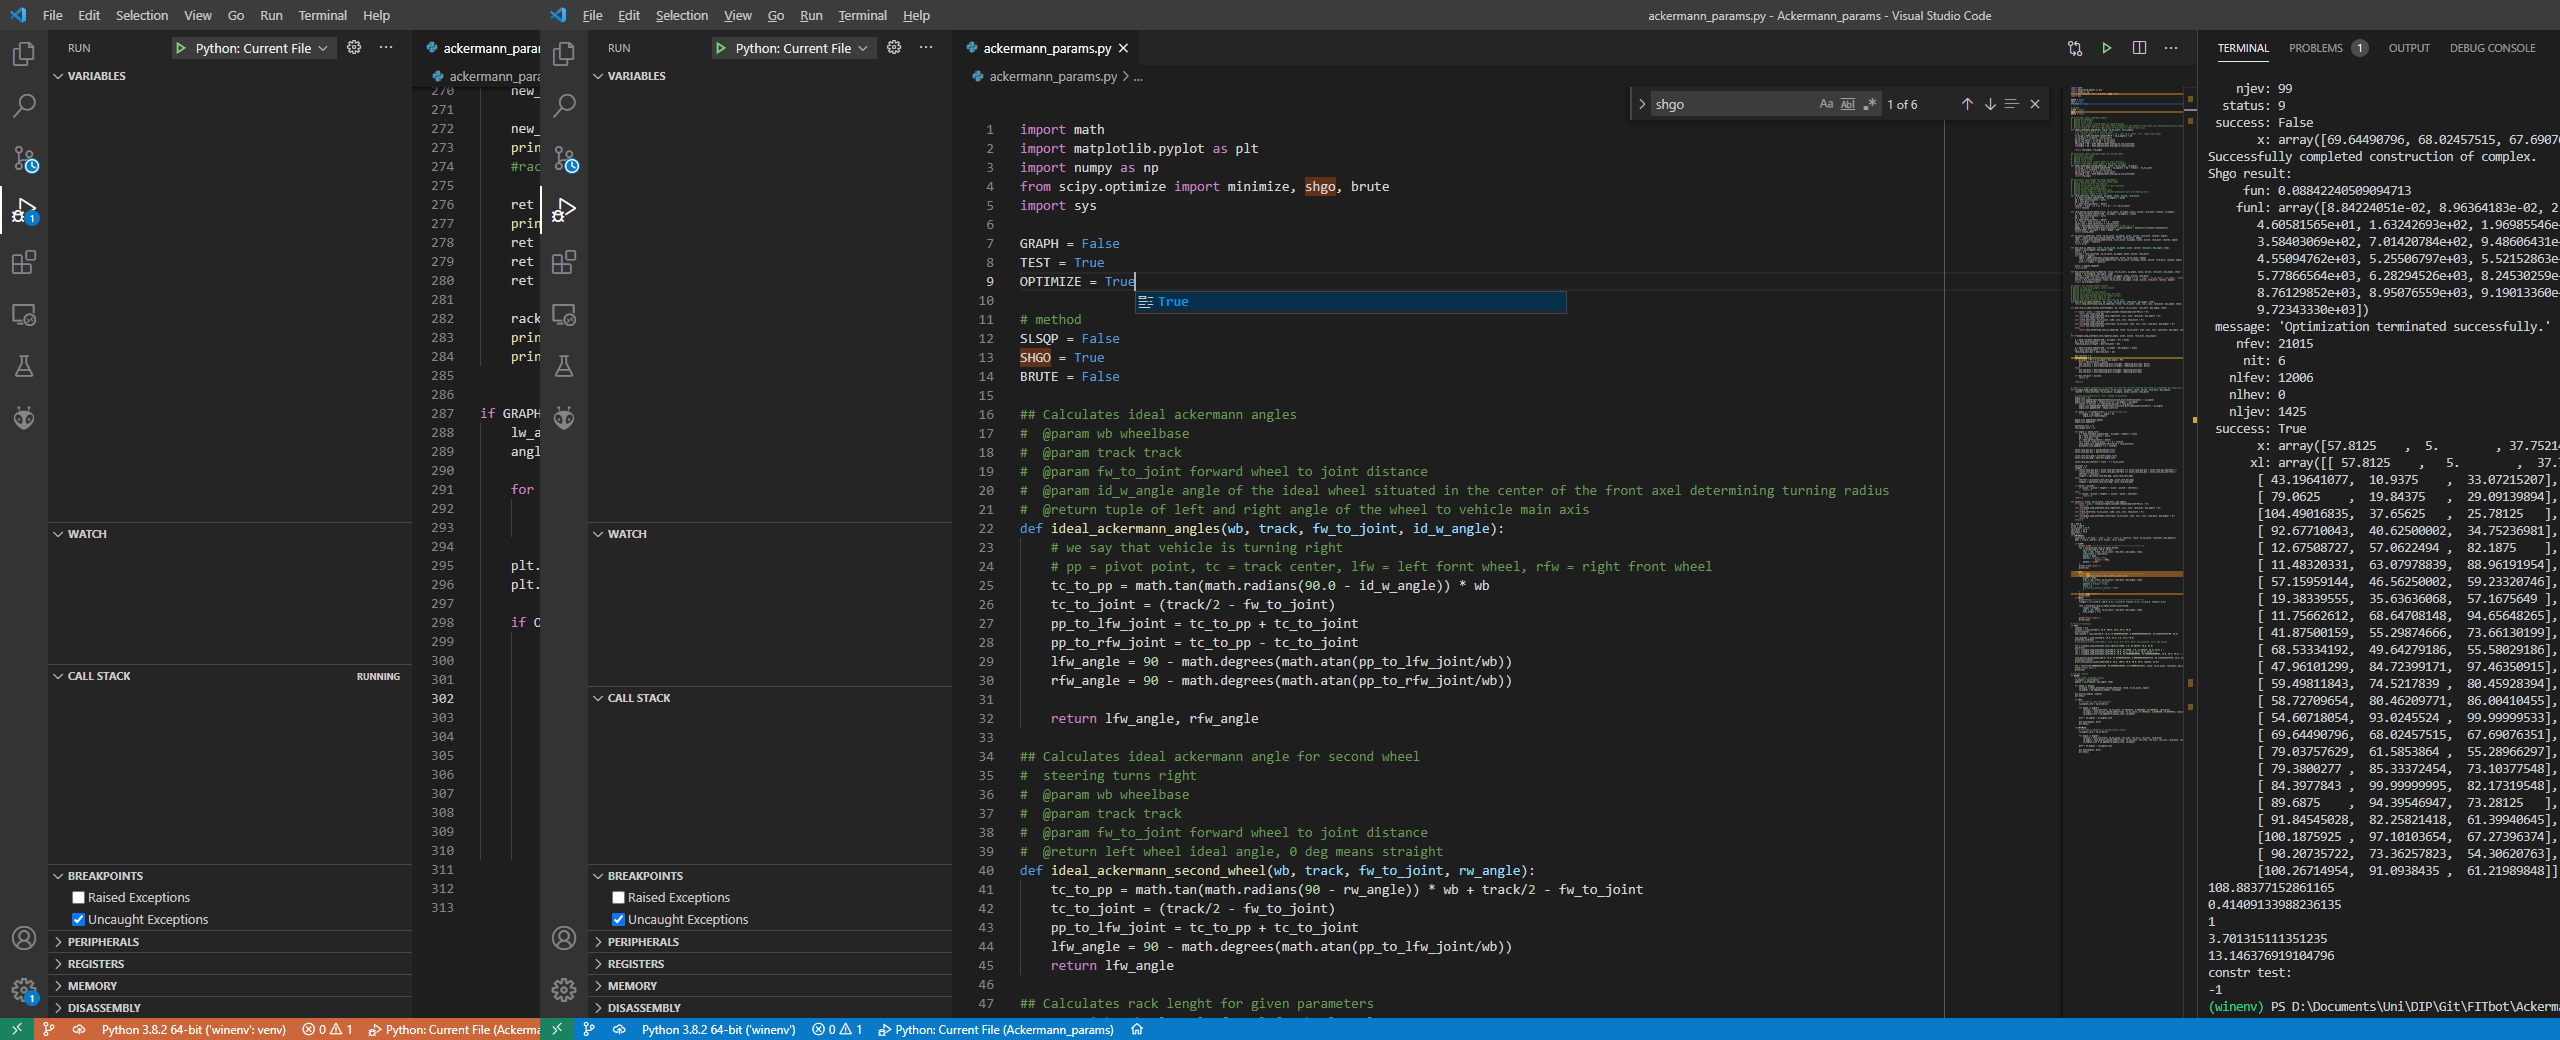 File Edit Selection View Go Run Terminal Help
RUN
Python: Current File
ackermann_para
VARIABLES
ackermann_para
270 new_
271
272 new_
273 prin
274 #rac
275
276 ret
277 prin
278 ret
279 ret
280 ret
281
282 rack
283 prin
284 prin
285
286
287 if GRAPH
288 lw_a
289 angl
290
291 for
292
293
294
295 plt.
296 plt.
297
298 if O
299
300
301
302
303
304
305
306
307
308
309
310
311
312
313
WATCH
CALL STACK
RUNNING
BREAKPOINTS
Raised Exceptions
Uncaught Exceptions
PERIPHERALS
REGISTERS
MEMORY
DISASSEMBLY
1
1
Python 3.8.2 64-bit ('winenv': venv)
0 1
Python: Current File (Ackerma
File Edit Selection View Go Run Terminal Help
ackermann_params.py - Ackermann_params - Visual Studio Code
RUN
Python: Current File
VARIABLES
WATCH
CALL STACK
BREAKPOINTS
Raised Exceptions
Uncaught Exceptions
PERIPHERALS
REGISTERS
MEMORY
DISASSEMBLY
ackermann_params.py
ackermann_params.py > ...
shgo
Aa Abl .* 1 of 6
1 import math
2 import matplotlib.pyplot as plt
3 import numpy as np
4 from scipy.optimize import minimize, shgo, brute
5 import sys
6
7 GRAPH = False
8 TEST = True
9 OPTIMIZE = True
True
10
11 # method
12 SLSQP = False
13 SHGO = True
14 BRUTE = False
15
16 ## Calculates ideal ackermann angles
17 # @param wb wheelbase
18 # @param track track
19 # @param fw_to_joint forward wheel to joint distance
20 # @param id_w_angle angle of the ideal wheel situated in the center of the front axel determining turning radius
21 # @return tuple of left and right angle of the wheel to vehicle main axis
22 def ideal_ackermann_angles(wb, track, fw_to_joint, id_w_angle):
23 # we say that vehicle is turning right
24 # pp = pivot point, tc = track center, lfw = left fornt wheel, rfw = right front wheel
25 tc_to_pp = math.tan(math.radians(90.0 - id_w_angle)) * wb
26 tc_to_joint = (track/2 - fw_to_joint)
27 pp_to_lfw_joint = tc_to_pp + tc_to_joint
28 pp_to_rfw_joint = tc_to_pp - tc_to_joint
29 lfw_angle = 90 - math.degrees(math.atan(pp_to_lfw_joint/wb))
30 rfw_angle = 90 - math.degrees(math.atan(pp_to_rfw_joint/wb))
31
32 return lfw_angle, rfw_angle
33
34 ## Calculates ideal ackermann angle for second wheel
35 # steering turns right
36 # @param wb wheelbase
37 # @param track track
38 # @param fw_to_joint forward wheel to joint distance
39 # @return left wheel ideal angle, 0 deg means straight
40 def ideal_ackermann_second_wheel(wb, track, fw_to_joint, rw_angle):
41 tc_to_pp = math.tan(math.radians(90 - rw_angle)) * wb + track/2 - fw_to_joint
42 tc_to_joint = (track/2 - fw_to_joint)
43 pp_to_lfw_joint = tc_to_pp + tc_to_joint
44 lfw_angle = 90 - math.degrees(math.atan(pp_to_lfw_joint/wb))
45 return lfw_angle
46
47 ## Calculates rack lenght for given parameters
Python 3.8.2 64-bit ('winenv')
0 1
Python: Current File (Ackermann_params)
TERMINAL PROBLEMS 1 OUTPUT DEBUG CONSOLE
njev: 99
status: 9
success: False
x: array([69.64490796, 68.02457515, 67.6907
Successfully completed construction of complex.
Shgo result:
fun: 0.08842240509094713
funl: array([8.84224051e-02, 8.96364183e-02, 2.
4.60581565e+01, 1.63242693e+02, 1.96985546e+
3.58403069e+02, 7.01420784e+02, 9.48606431e+
4.55094762e+03, 5.25506797e+03, 5.52152863e+
5.77866564e+03, 6.28294526e+03, 8.24530259e+
8.76129852e+03, 8.95076559e+03, 9.19013360e+
9.72343330e+03])
message: 'Optimization terminated successfully.'
nfev: 21015
nit: 6
nlfev: 12006
nlhev: 0
nljev: 1425
success: True
x: array([57.8125 , 5. , 37.75214
xl: array([[ 57.8125 , 5. , 37.7
[ 43.19641077, 10.9375 , 33.07215207],
[ 79.0625 , 19.84375 , 29.09139894],
[104.49016835, 37.65625 , 25.78125 ],
[ 92.67710043, 40.62500002, 34.75236981],
[ 12.67508727, 57.0622494 , 82.1875 ],
[ 11.48320331, 63.07978839, 88.96191954],
[ 57.15959144, 46.56250002, 59.23320746],
[ 19.38339555, 35.63636068, 57.1675649 ],
[ 11.75662612, 68.64708148, 94.65648265],
[ 41.87500159, 55.29874666, 73.66130199],
[ 68.53334192, 49.64279186, 55.58029186],
[ 47.96101299, 84.72399171, 97.46350915],
[ 59.49811843, 74.5217839 , 80.45928394],
[ 58.72709654, 80.46209771, 86.00410455],
[ 54.60718054, 93.0245524 , 99.99999533],
[ 69.64490796, 68.02457515, 67.69076351],
[ 79.03757629, 61.5853864 , 55.28966297],
[ 79.3800277 , 85.33372454, 73.10377548],
[ 84.3977843 , 99.99999995, 82.17319548],
[ 89.6875 , 94.39546947, 73.28125 ],
[ 91.84545028, 82.25821418, 61.39940645],
[100.1875925 , 97.10103654, 67.27396374],
[ 90.20735722, 73.36257823, 54.30620763],
[100.26714954, 91.0938435 , 61.21989848]]
108.88377152861165
0.41409133988236135
1
3.701315111351235
13.146376919104796
constr test:
-1
(winenv) PS D:\Documents\Uni\DIP\Git\FITbot\Ackerm